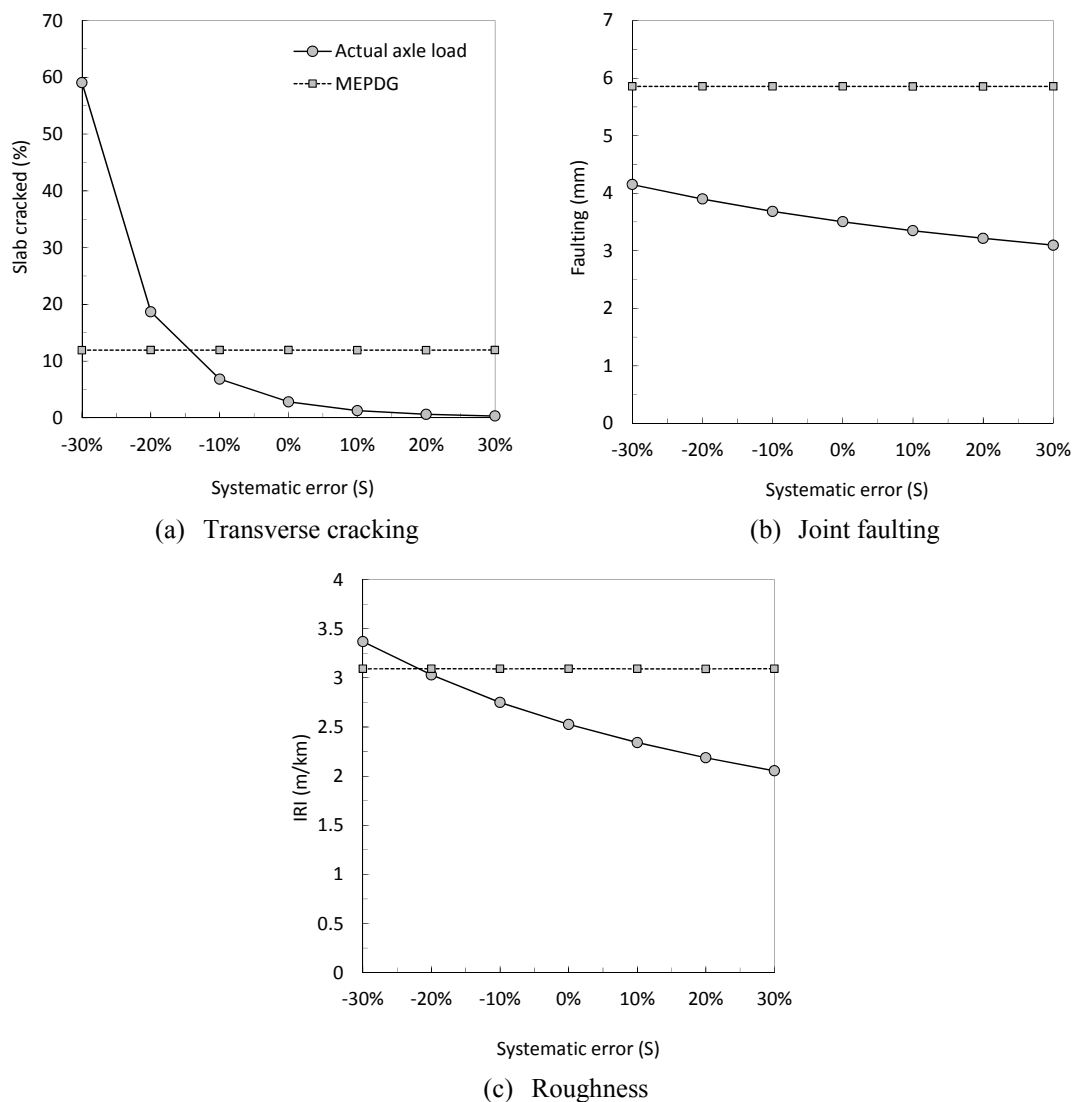 70
60
50
40
30
20
10
0
Slab cracked (%)
Actual axle load
MEPDG
-30% -20% -10% 0% 10% 20% 30%
Systematic error (S)
(a) Transverse cracking
7
6
5
4
3
2
1
0
Faulting (mm)
-30% -20% -10% 0% 10% 20% 30%
Systematic error (S)
(b) Joint faulting
4
3.5
3
2.5
2
1.5
1
0.5
0
IRI (m/km)
-30% -20% -10% 0% 10% 20% 30%
Systematic error (S)
(c) Roughness